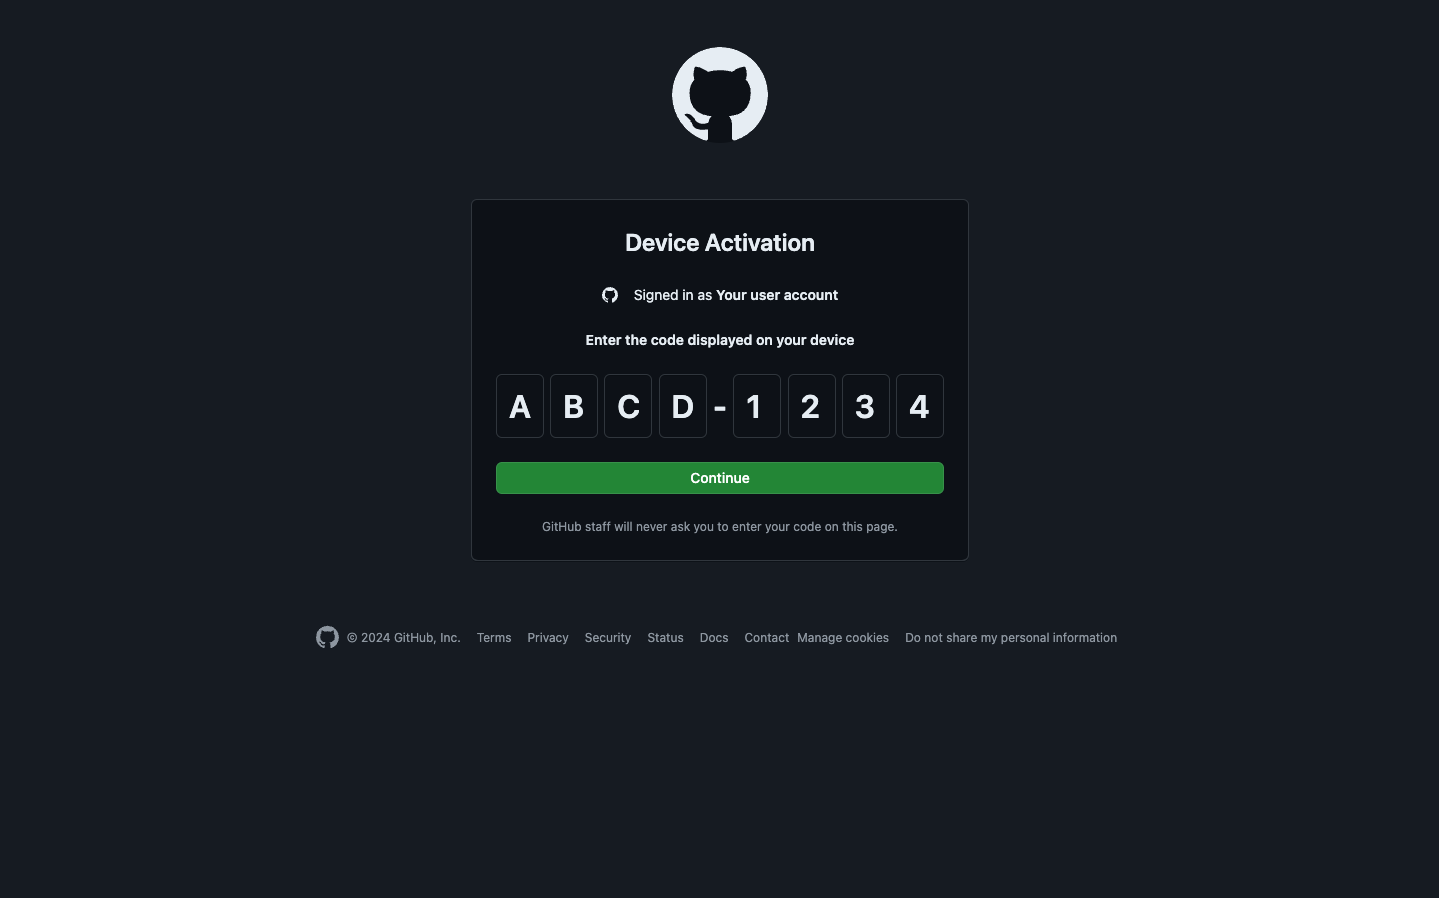 Device Activation
Signed in as Your user account
Enter the code displayed on your device
A B C D - 1 2 3 4
Continue
GitHub staff will never ask you to enter your code on this page.
© 2024 GitHub, Inc. Terms Privacy Security Status Docs Contact Manage cookies Do not share my personal information